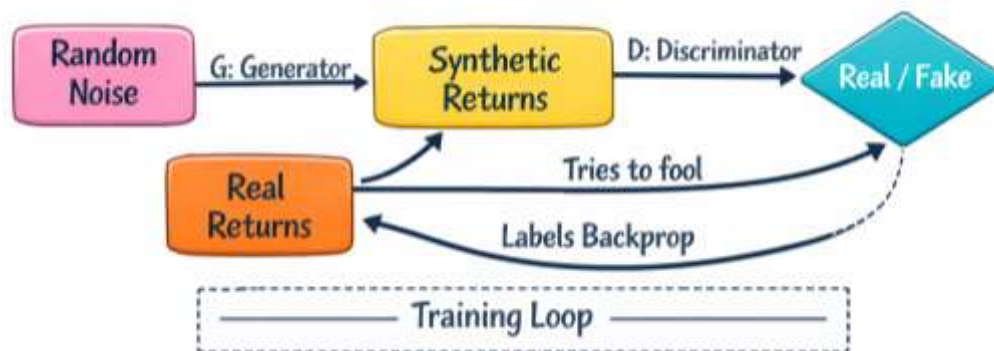 Random
Noise
G: Generator
Synthetic
Returns
D: Discriminator
Real / Fake
Real
Returns
Tries to fool
Labels Backprop
Training Loop